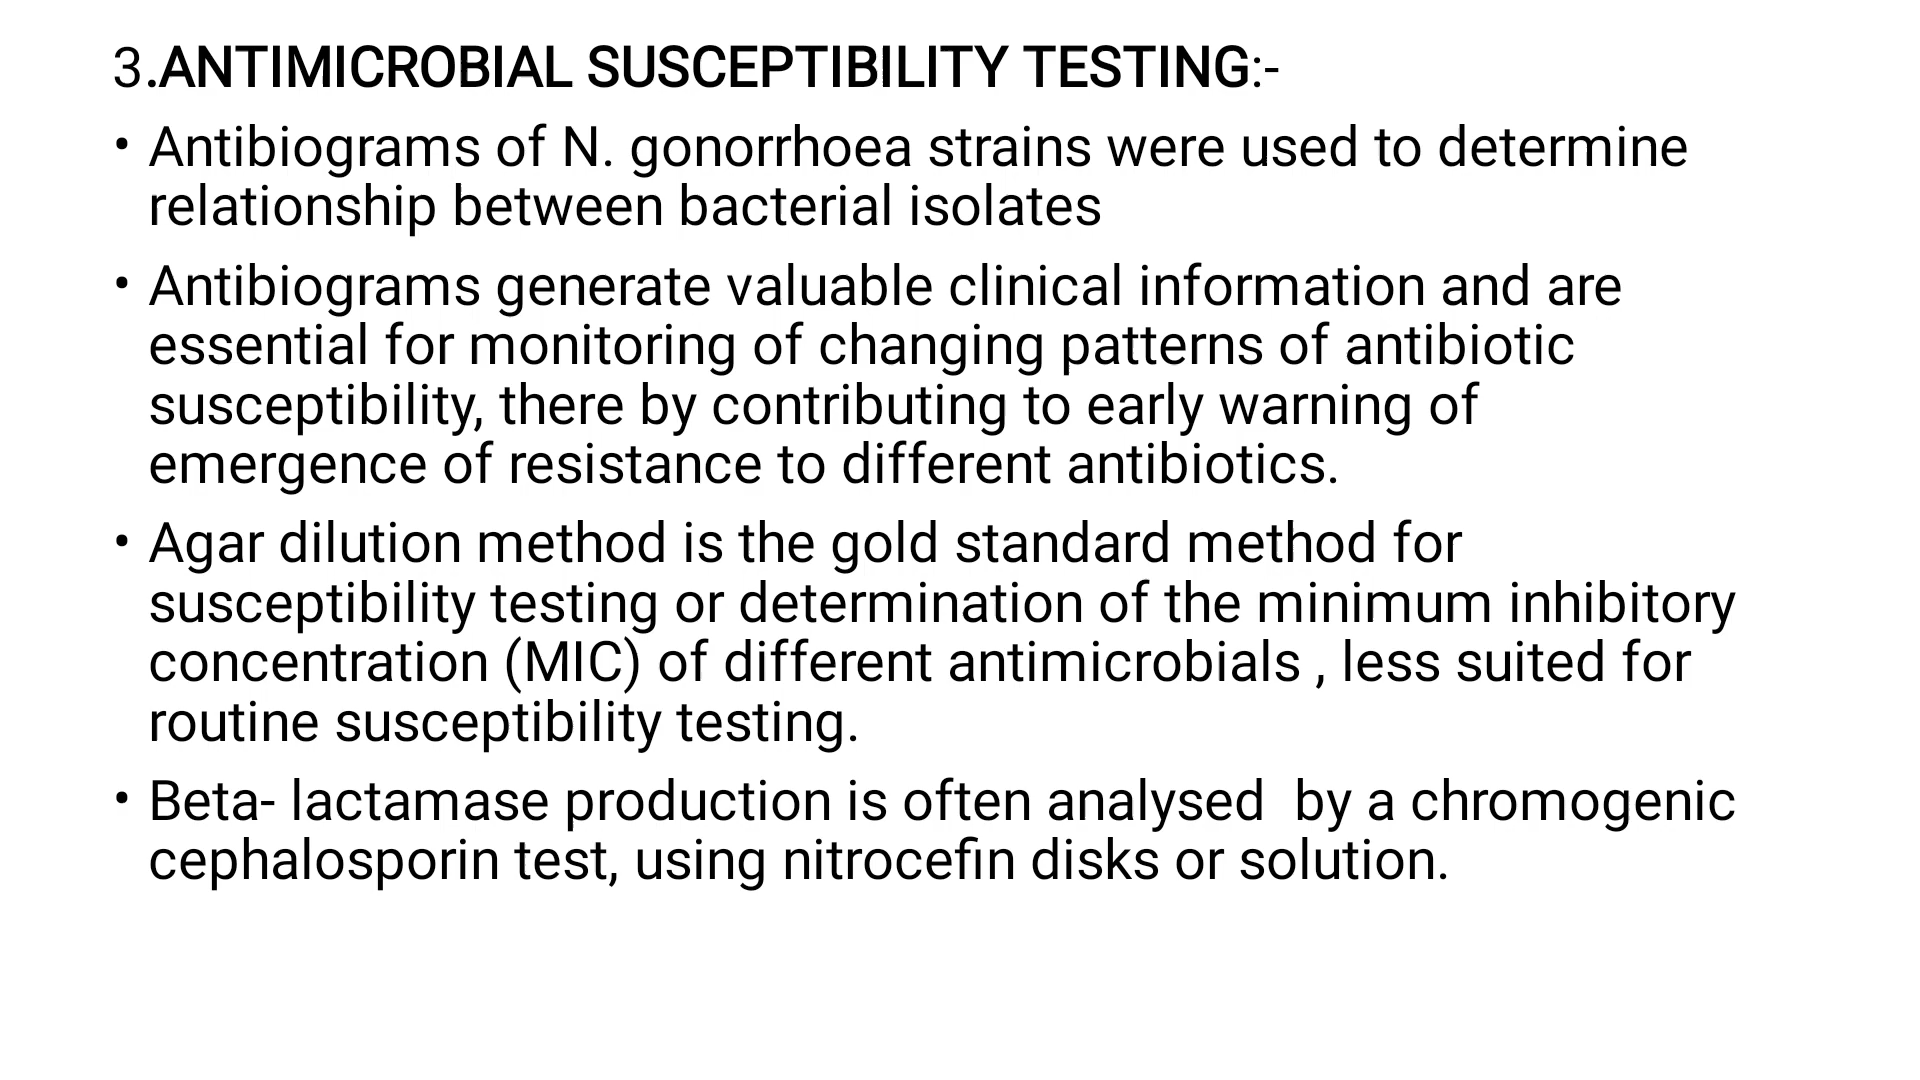 3.ANTIMICROBIAL SUSCEPTIBILITY TESTING:-
• Antibiograms of N. gonorrhoea strains were used to determine
relationship between bacterial isolates
• Antibiograms generate valuable clinical information and are
essential for monitoring of changing patterns of antibiotic
susceptibility, there by contributing to early warning of
emergence of resistance to different antibiotics.
• Agar dilution method is the gold standard method for
susceptibility testing or determination of the minimum inhibitory
concentration (MIC) of different antimicrobials , less suited for
routine susceptibility testing.
• Beta- lactamase production is often analysed  by a chromogenic
cephalosporin test, using nitrocefin disks or solution.